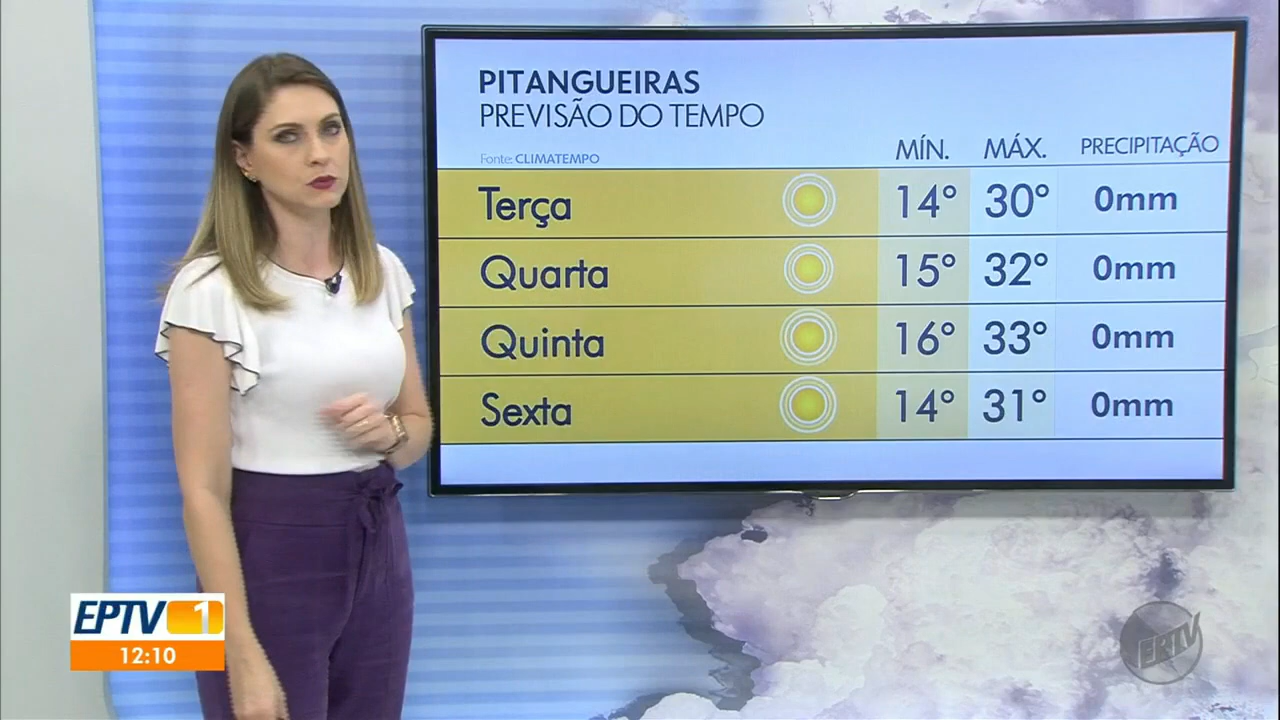 PITANGUEIRAS
PREVISÃO DO TEMPO
Fonte: CLIMATEMPO
MÍN. MÁX. PRECIPITAÇÃO
Terça 14° 30° 0mm
Quarta 15° 32° 0mm
Quinta 16° 33° 0mm
Sexta 14° 31° 0mm
EPTV 1
12:10
EPTV